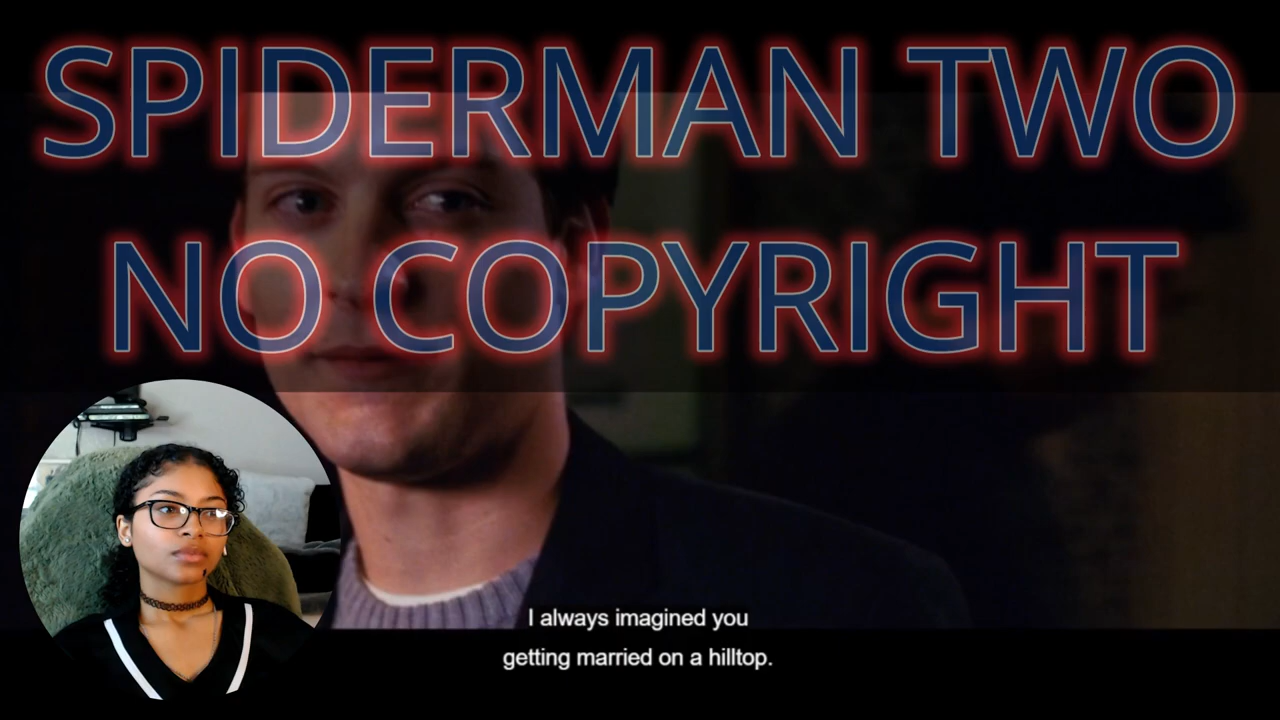 SPIDERMAN TWO
NO COPYRIGHT
I always imagined you
getting married on a hilltop.